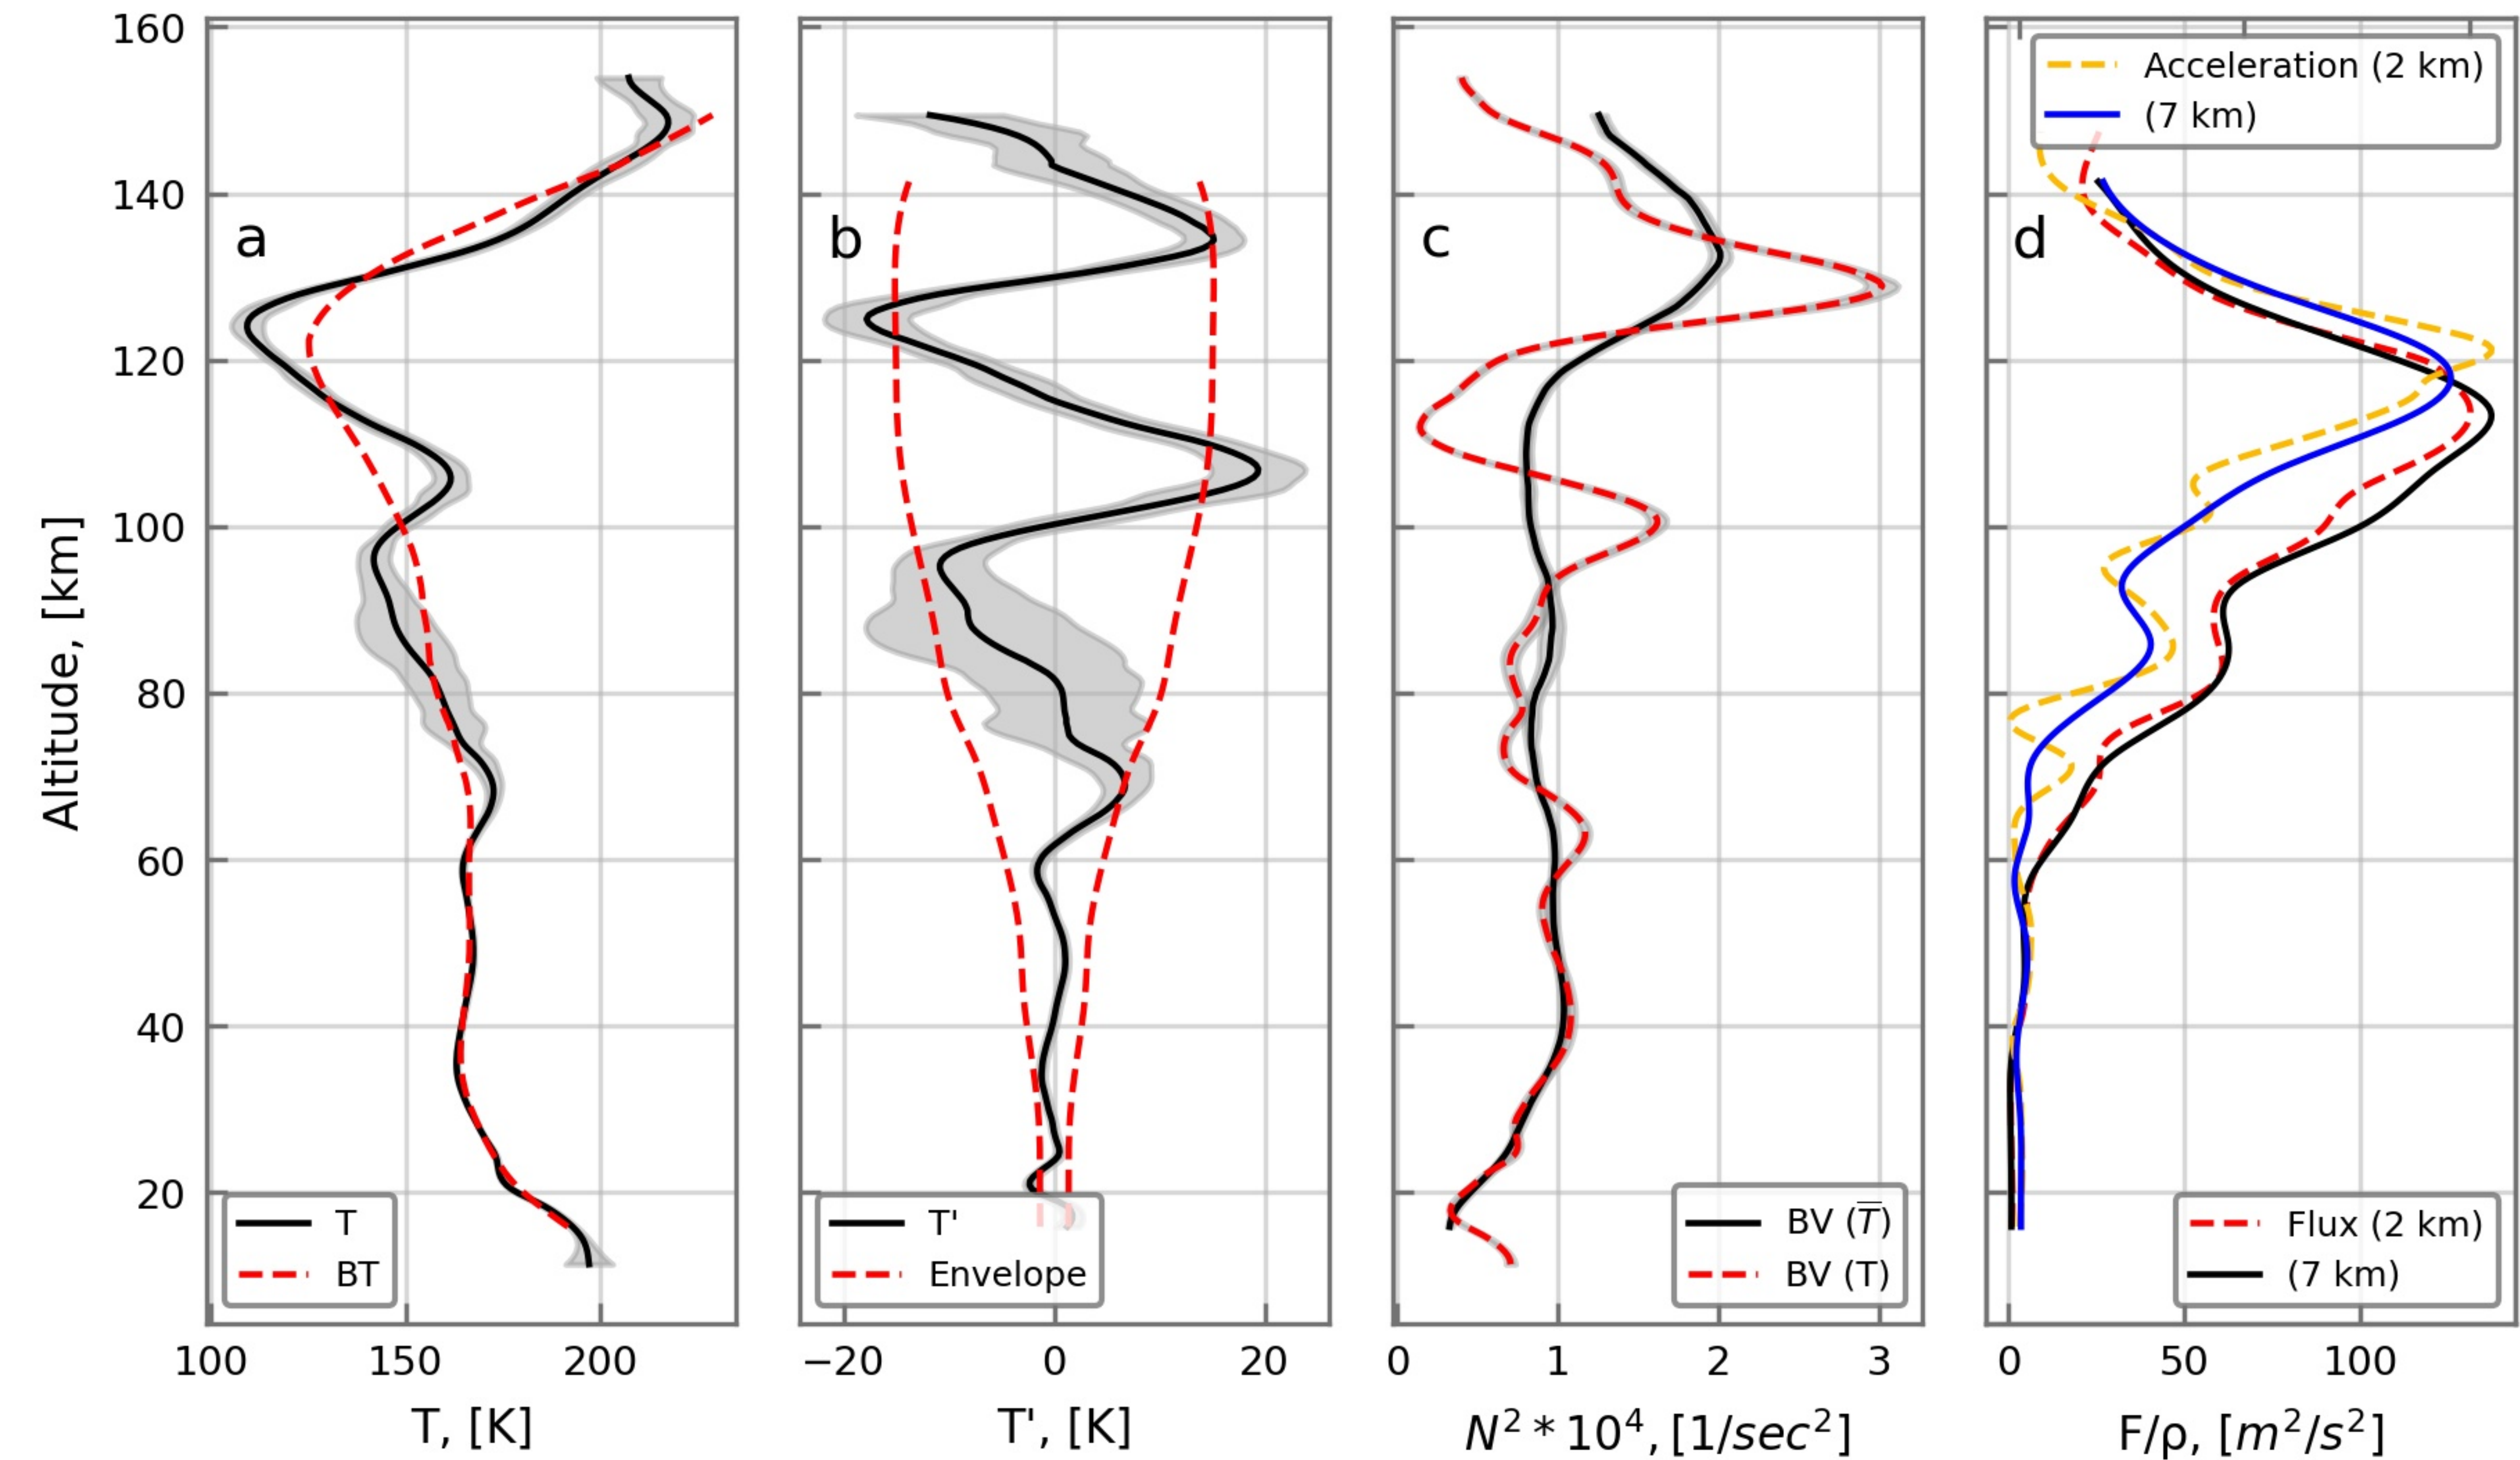 160
140
120
100
80
60
40
20
Altitude, [km]
a
T
BT
100 150 200
T, [K]
b
T'
Envelope
−20 0 20
T', [K]
c
BV (T̅)
BV (T)
0 1 2 3
N² * 10⁴, [1/sec²]
Acceleration (2 km)
(7 km)
d
Flux (2 km)
(7 km)
0 50 100
F/ρ, [m²/s²]